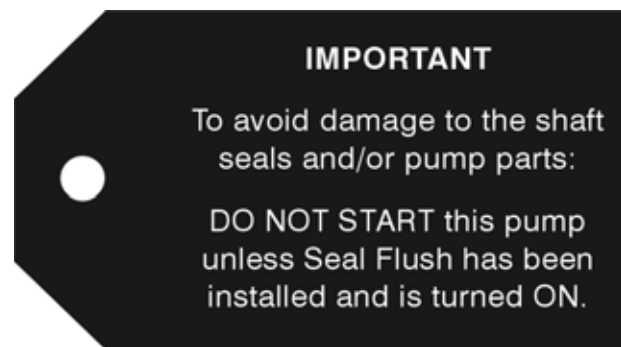 IMPORTANT
To avoid damage to the shaft
seals and/or pump parts:
DO NOT START this pump
unless Seal Flush has been
installed and is turned ON.